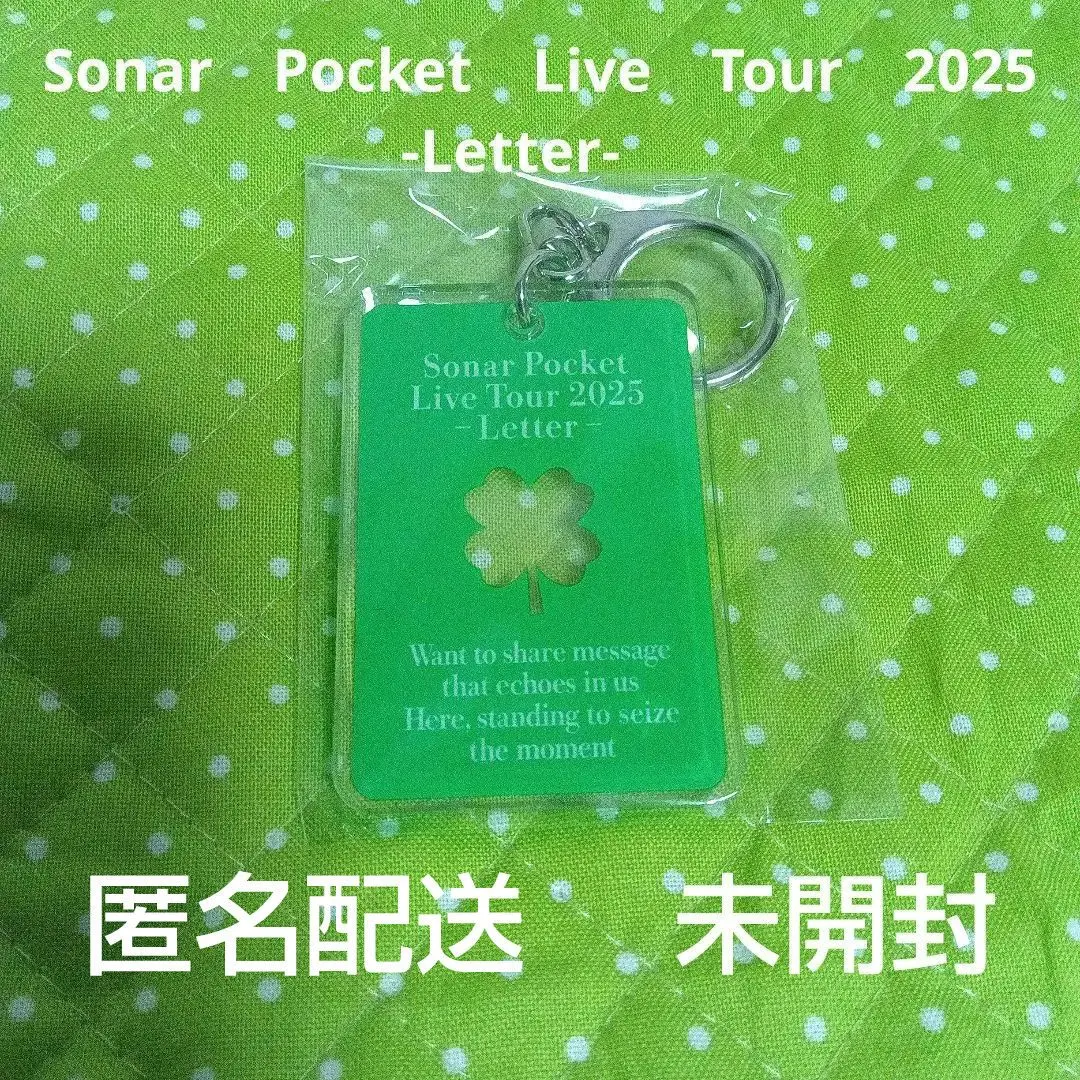 Sonar Pocket Live Tour 2025
-Letter-
Sonar Pocket
Live Tour 2025
- Letter -
Want to share message
that echoes in us
Here, standing to seize
the moment
匿名配送 未開封